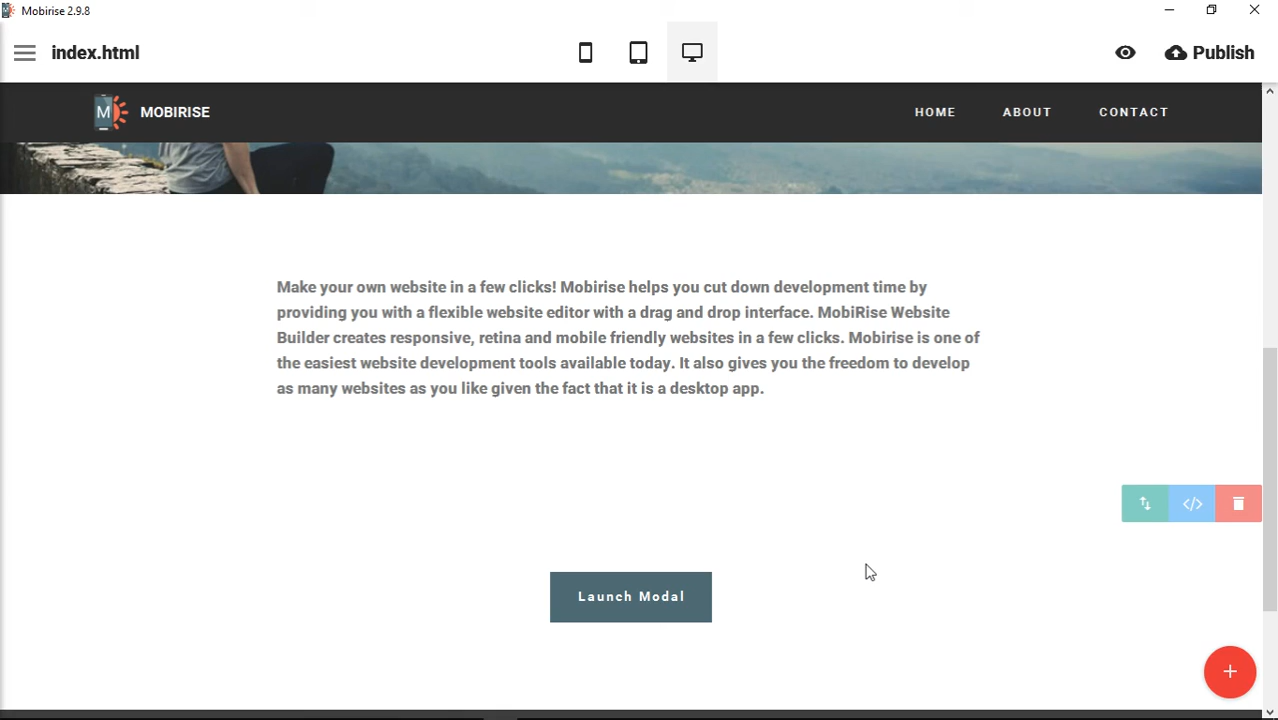 Mobirise 2.9.8
index.html
Publish
M MOBIRISE
HOME ABOUT CONTACT
Make your own website in a few clicks! Mobirise helps you cut down development time by
providing you with a flexible website editor with a drag and drop interface. MobiRise Website
Builder creates responsive, retina and mobile friendly websites in a few clicks. Mobirise is one of
the easiest website development tools available today. It also gives you the freedom to develop
as many websites as you like given the fact that it is a desktop app.
Launch Modal